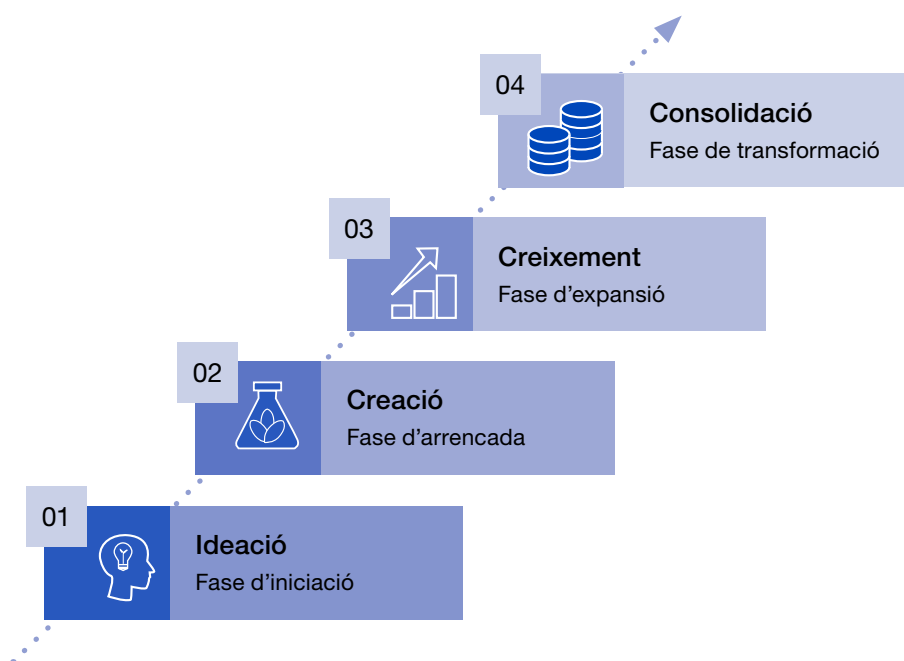 04
Consolidació
Fase de transformació
03
Creixement
Fase d’expansió
02
Creació
Fase d’arrencada
01
Ideació
Fase d’iniciació